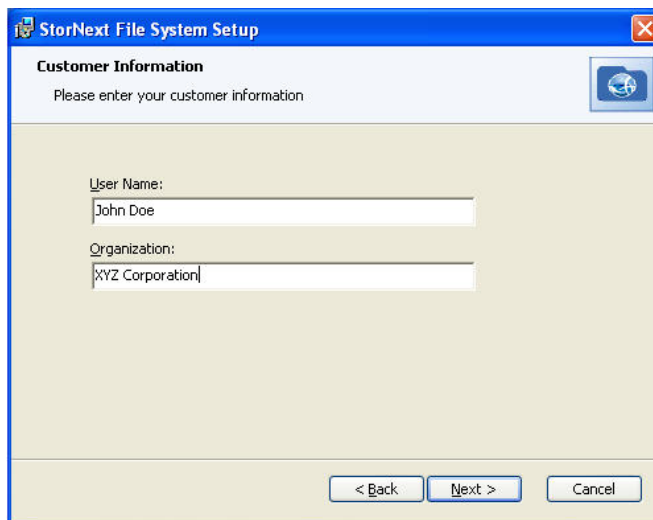 StorNext File System Setup
Customer Information
Please enter your customer information
User Name:
John Doe
Organization:
XYZ Corporation
< Back Next > Cancel